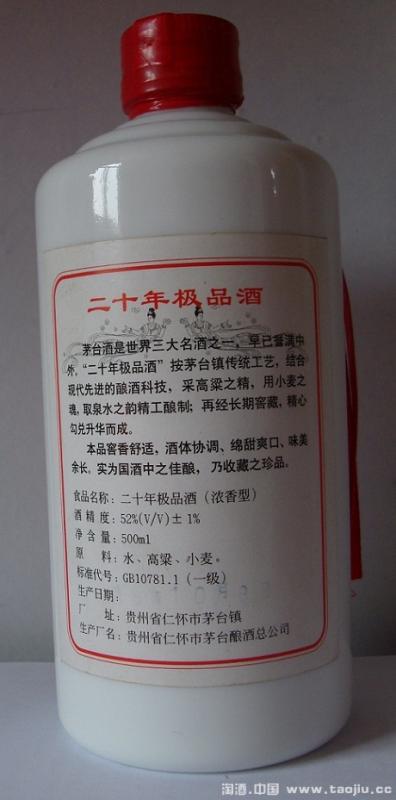 二十年极品酒
茅台酒是世界三大名酒之一，早已誉满中
外。“二十年极品酒”按茅台镇传统工艺，结合
现代先进的酿酒科技，采高粱之精，用小麦之
魂，取泉水之韵精工酿制；再经长期窖藏，精心
勾兑升华而成。
本品窖香舒适，酒体协调、绵甜爽口、味美
余长。实为国酒中之佳酿，乃收藏之珍品。
食品名称：二十年极品酒（浓香型）
酒精度：52%(V/V)±1%
净含量：500ml
原料：水、高粱、小麦。
标准代号：GB10781.1（一级）
生产日期：
厂址：贵州省仁怀市茅台镇
生产厂名：贵州省仁怀市茅台酿酒总公司
淘酒.中国 www.taojiu.cc